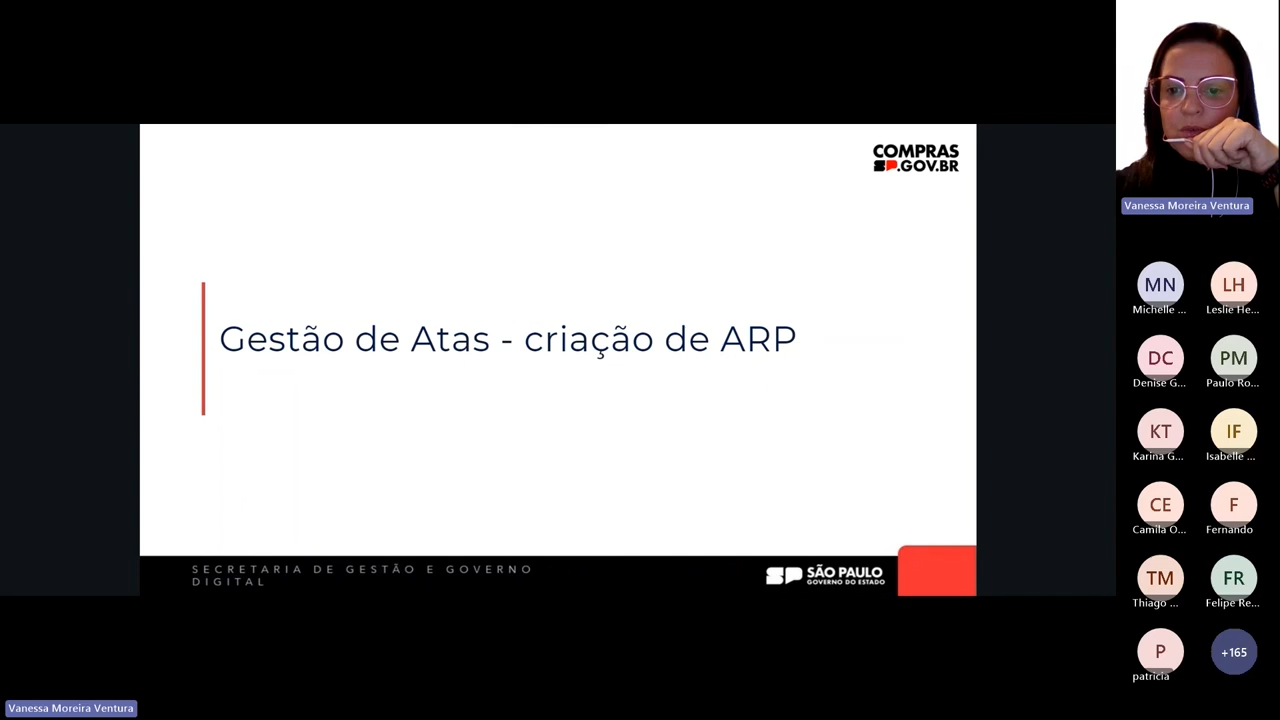 COMPRAS
SP.GOV.BR
Gestão de Atas - criação de ARP
SECRETARIA DE GESTÃO E GOVERNO
DIGITAL
SP SÃO PAULO
GOVERNO DO ESTADO
Vanessa Moreira Ventura
MN LH
Michelle ... Leslie He...
DC PM
Denise G... Paulo Ro...
KT IF
Karina G... Isabelle ...
CE F
Camila O... Fernando
TM FR
Thiago ... Felipe Re...
P +165
patricia
Vanessa Moreira Ventura